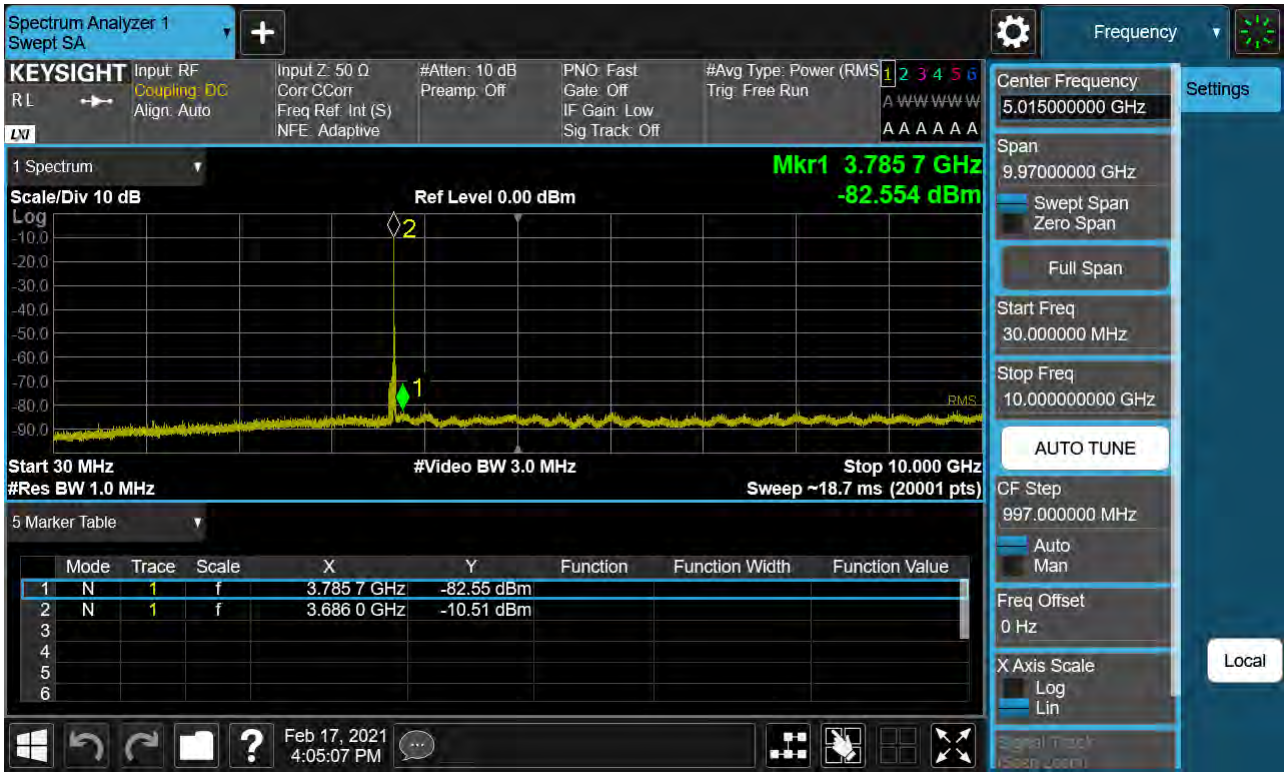 Spectrum Analyzer 1
Swept SA
+
Frequency
KEYSIGHT
RL
LXI
Input: RF
Coupling: DC
Align: Auto
Input Z: 50 Ω
Corr CCorr
Freq Ref: Int (S)
NFE: Adaptive
#Atten: 10 dB
Preamp: Off
PNO: Fast
Gate: Off
IF Gain: Low
Sig Track: Off
#Avg Type: Power (RMS
Trig: Free Run
1 2 3 4 5 6
A W W W W W
A A A A A A
1 Spectrum
Mkr1 3.785 7 GHz
Scale/Div 10 dB
Ref Level 0.00 dBm
-82.554 dBm
Log
-10.0
-20.0
-30.0
-40.0
-50.0
-60.0
-70.0
-80.0
-90.0
2
1
RMS
Start 30 MHz
#Video BW 3.0 MHz
Stop 10.000 GHz
#Res BW 1.0 MHz
Sweep ~18.7 ms (20001 pts)
5 Marker Table
Mode Trace Scale X Y Function Function Width Function Value
1 N 1 f 3.785 7 GHz -82.55 dBm
2 N 1 f 3.686 0 GHz -10.51 dBm
3
4
5
6
Feb 17, 2021
4:05:07 PM
?
Center Frequency
5.015000000 GHz
Settings
Span
9.97000000 GHz
Swept Span
Zero Span
Full Span
Start Freq
30.000000 MHz
Stop Freq
10.000000000 GHz
AUTO TUNE
CF Step
997.000000 MHz
Auto
Man
Freq Offset
0 Hz
X Axis Scale
Log
Lin
Local
Signal Track
(Span Zoom)